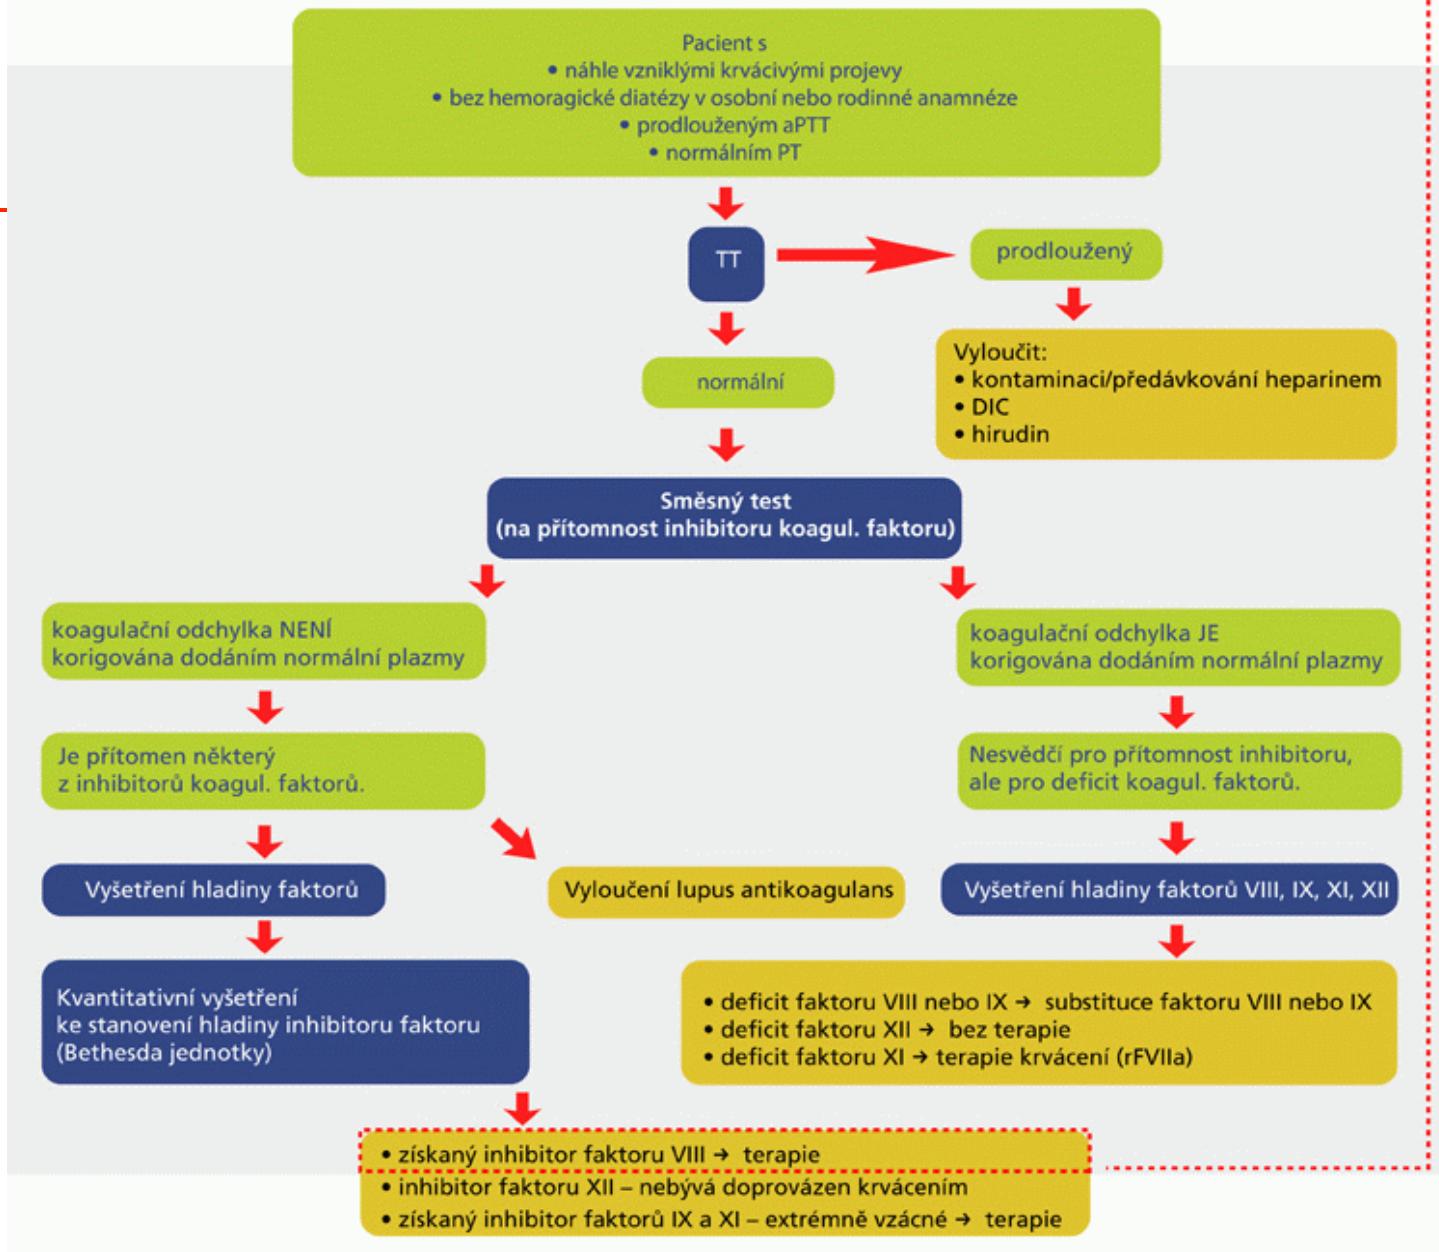 Pacient s
• náhle vzniklými krvácivými projevy
• bez hemoragické diatézy v osobní nebo rodinné anamnéze
• prodlouženým aPTT
• normálním PT
TT
prodloužený
normální
Vyloučit:
• kontaminaci/předávkování heparinem
• DIC
• hirudin
Směsný test
(na přítomnost inhibitoru koagul. faktoru)
koagulační odchylka NENÍ
korigována dodáním normální plazmy
koagulační odchylka JE
korigována dodáním normální plazmy
Je přítomen některý
z inhibitorů koagul. faktorů.
Nesvědčí pro přítomnost inhibitoru,
ale pro deficit koagul. faktorů.
Vyšetření hladiny faktorů
Vyloučení lupus antikoagulans
Vyšetření hladiny faktorů VIII, IX, XI, XII
Kvantitativní vyšetření
ke stanovení hladiny inhibitoru faktoru
(Bethesda jednotky)
• deficit faktoru VIII nebo IX → substituce faktoru VIII nebo IX
• deficit faktoru XII → bez terapie
• deficit faktoru XI → terapie krvácení (rFVIIa)
• získaný inhibitor faktoru VIII → terapie
• inhibitor faktoru XII – nebývá doprovázen krvácením
• získaný inhibitor faktorů IX a XI – extrémně vzácné → terapie